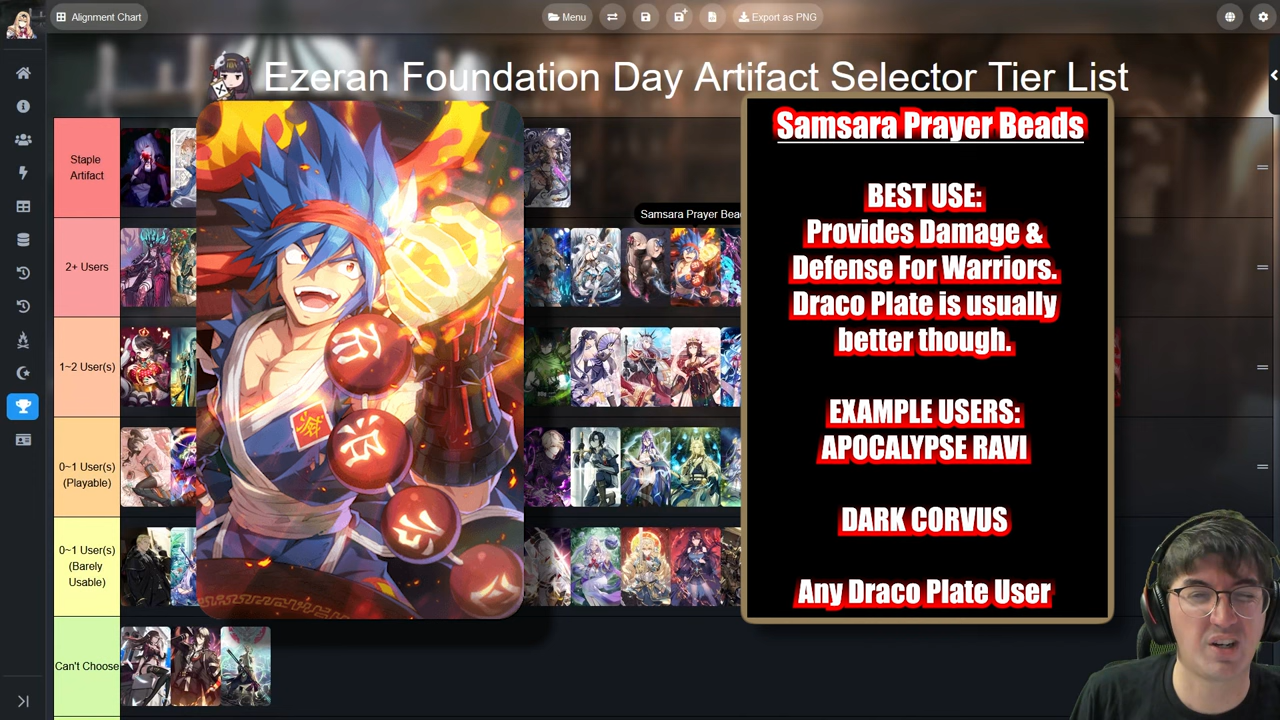 Alignment Chart
Menu
Export as PNG
Ezeran Foundation Day Artifact Selector Tier List
Staple
Artifact
2+ Users
1~2 User(s)
0~1 User(s)
(Playable)
0~1 User(s)
(Barely
Usable)
Can't Choose
Samsara Prayer Bea
Samsara Prayer Beads
BEST USE:
Provides Damage &
Defense For Warriors.
Draco Plate is usually
better though.
EXAMPLE USERS:
APOCALYPSE RAVI
DARK CORVUS
Any Draco Plate User